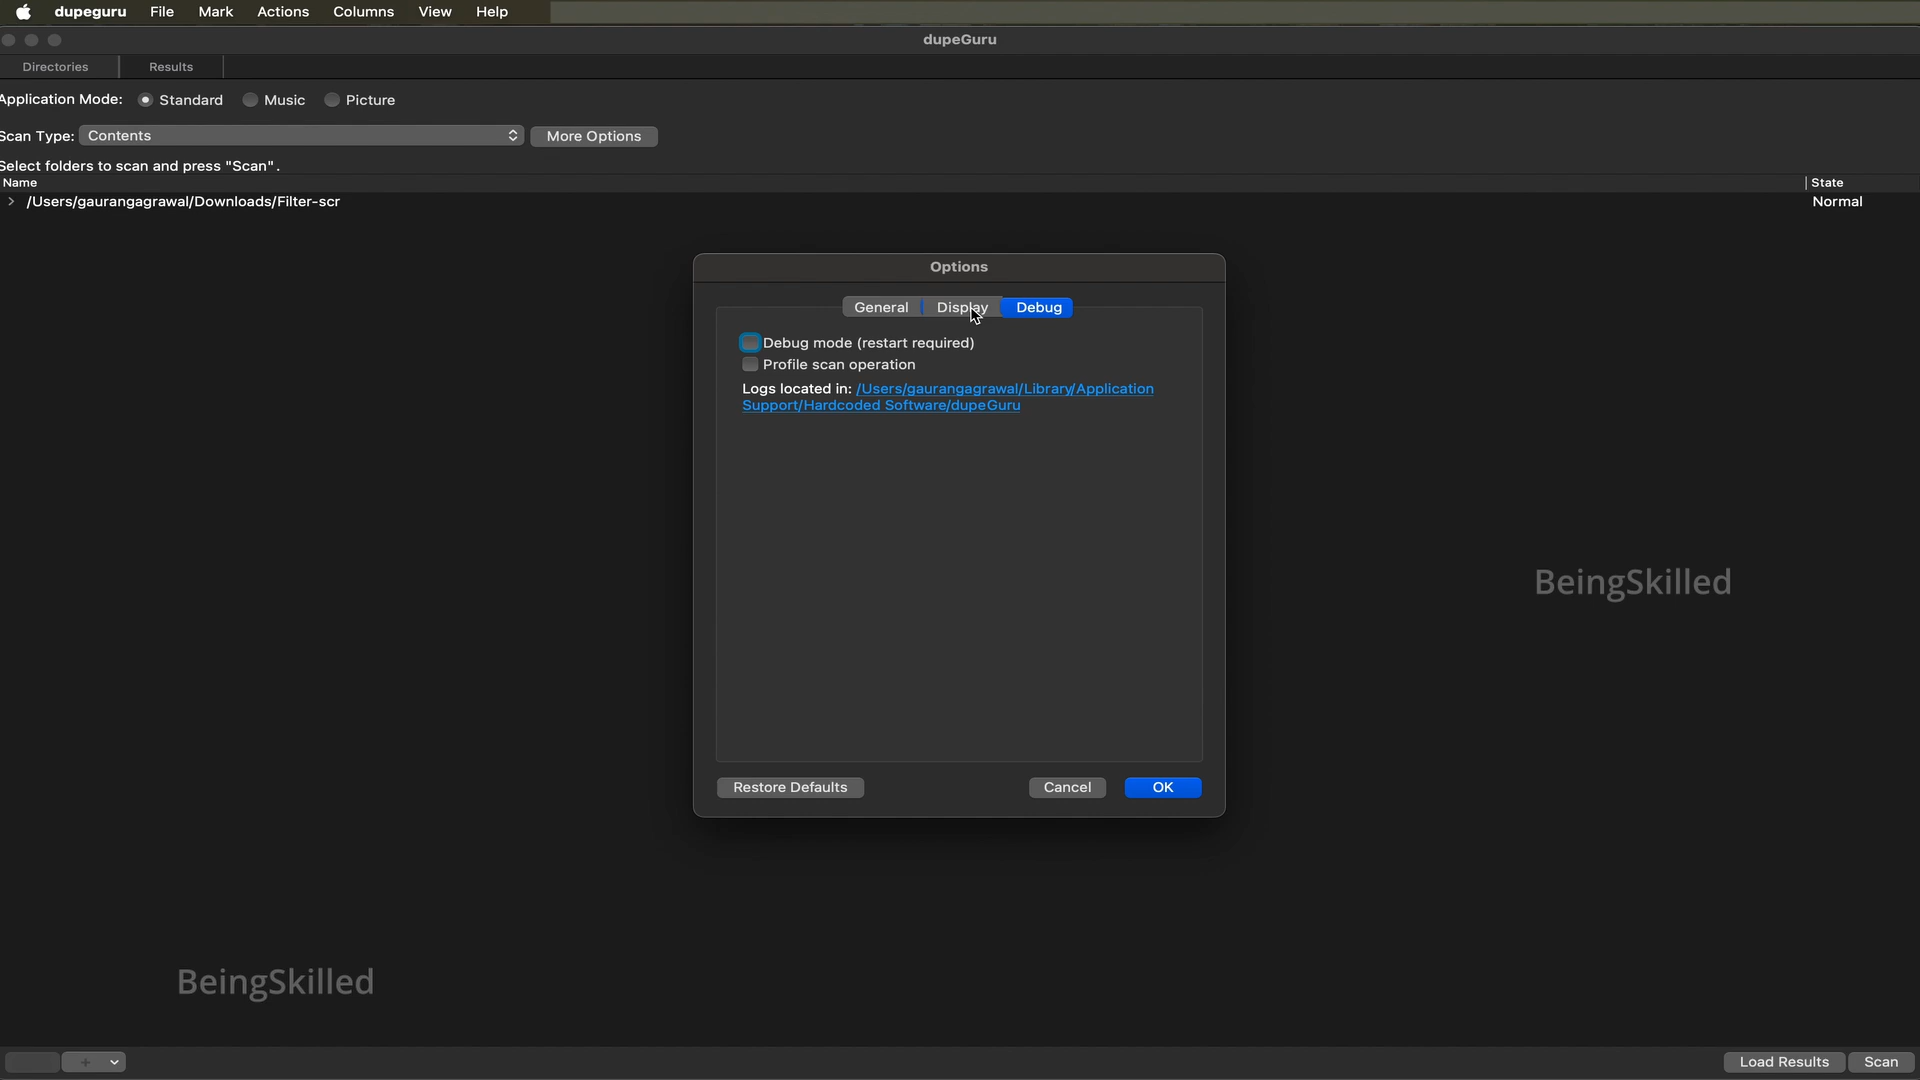 dupeguru File Mark Actions Columns View Help
dupeGuru
Directories Results
Application Mode: Standard Music Picture
Scan Type: Contents More Options
Select folders to scan and press "Scan".
Name State
/Users/gaurangagrawal/Downloads/Filter-scr Normal
Options
General Display Debug
Debug mode (restart required)
Profile scan operation
Logs located in: /Users/gaurangagrawal/Library/Application
Support/Hardcoded Software/dupeGuru
BeingSkilled
Restore Defaults Cancel OK
BeingSkilled
+ Load Results Scan